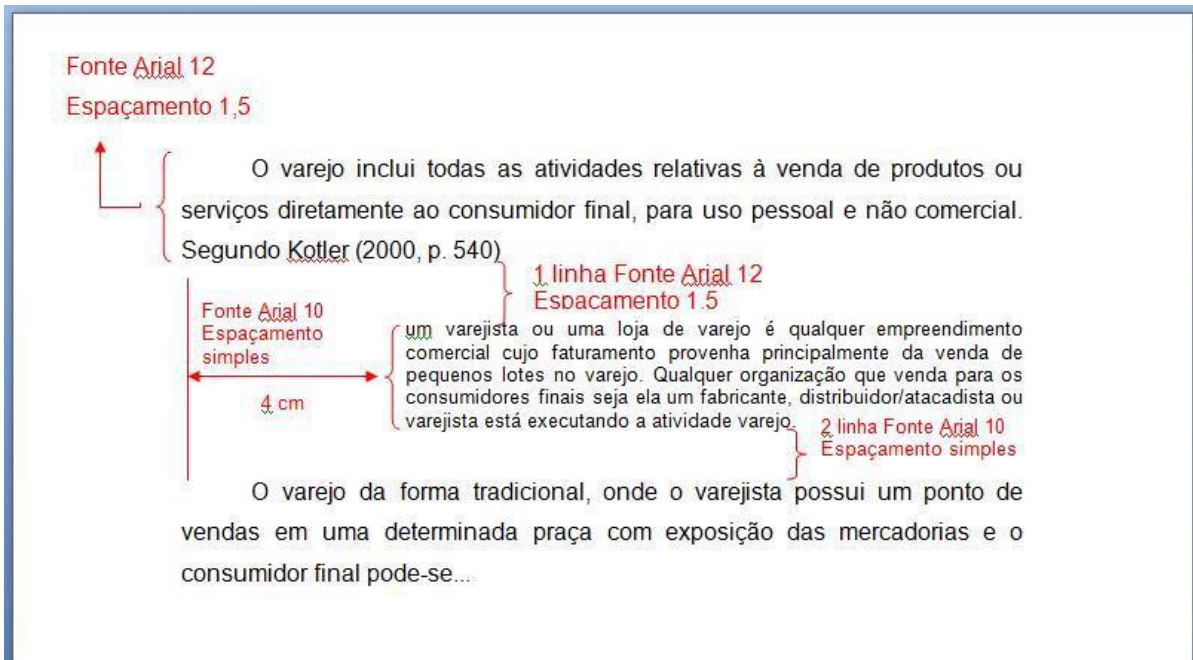 Fonte Arial 12
Espaçamento 1,5
O varejo inclui todas as atividades relativas à venda de produtos ou
serviços diretamente ao consumidor final, para uso pessoal e não comercial.
Segundo Kotler (2000, p. 540)
1 linha Fonte Arial 12
Espaçamento 1.5
Fonte Arial 10
Espaçamento
simples
4 cm
um varejista ou uma loja de varejo é qualquer empreendimento
comercial cujo faturamento provenha principalmente da venda de
pequenos lotes no varejo. Qualquer organização que venda para os
consumidores finais seja ela um fabricante, distribuidor/atacadista ou
varejista está executando a atividade varejo.
2 linha Fonte Arial 10
Espaçamento simples
O varejo da forma tradicional, onde o varejista possui um ponto de
vendas em uma determinada praça com exposição das mercadorias e o
consumidor final pode-se...